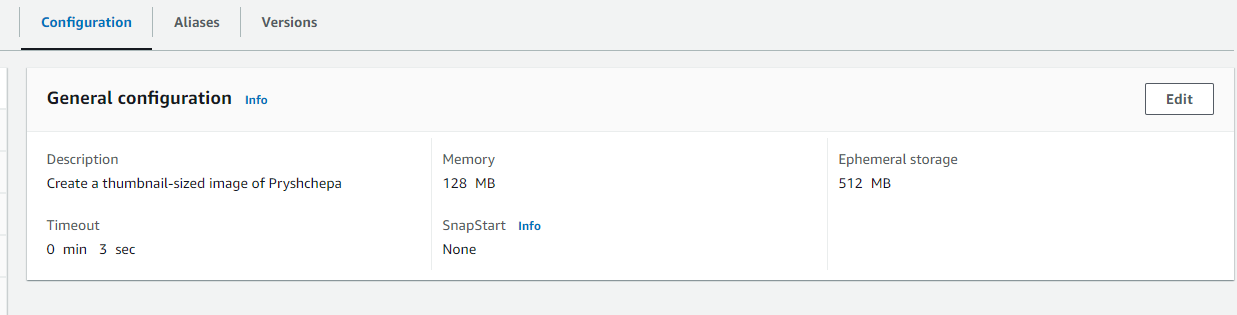 Configuration Aliases Versions
General configuration Info Edit
Description Memory Ephemeral storage
Create a thumbnail-sized image of Pryshchepa 128 MB 512 MB
Timeout SnapStart Info
0 min 3 sec None